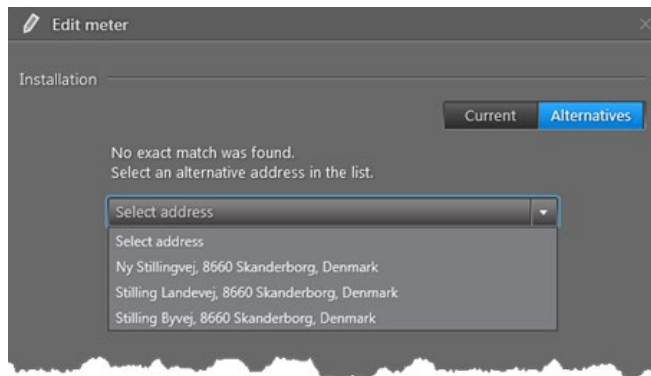 Edit meter
Installation
Current
Alternatives
No exact match was found.
Select an alternative address in the list.
Select address
Select address
Ny Stillingvej, 8660 Skanderborg, Denmark
Stilling Landevej, 8660 Skanderborg, Denmark
Stilling Byvej, 8660 Skanderborg, Denmark